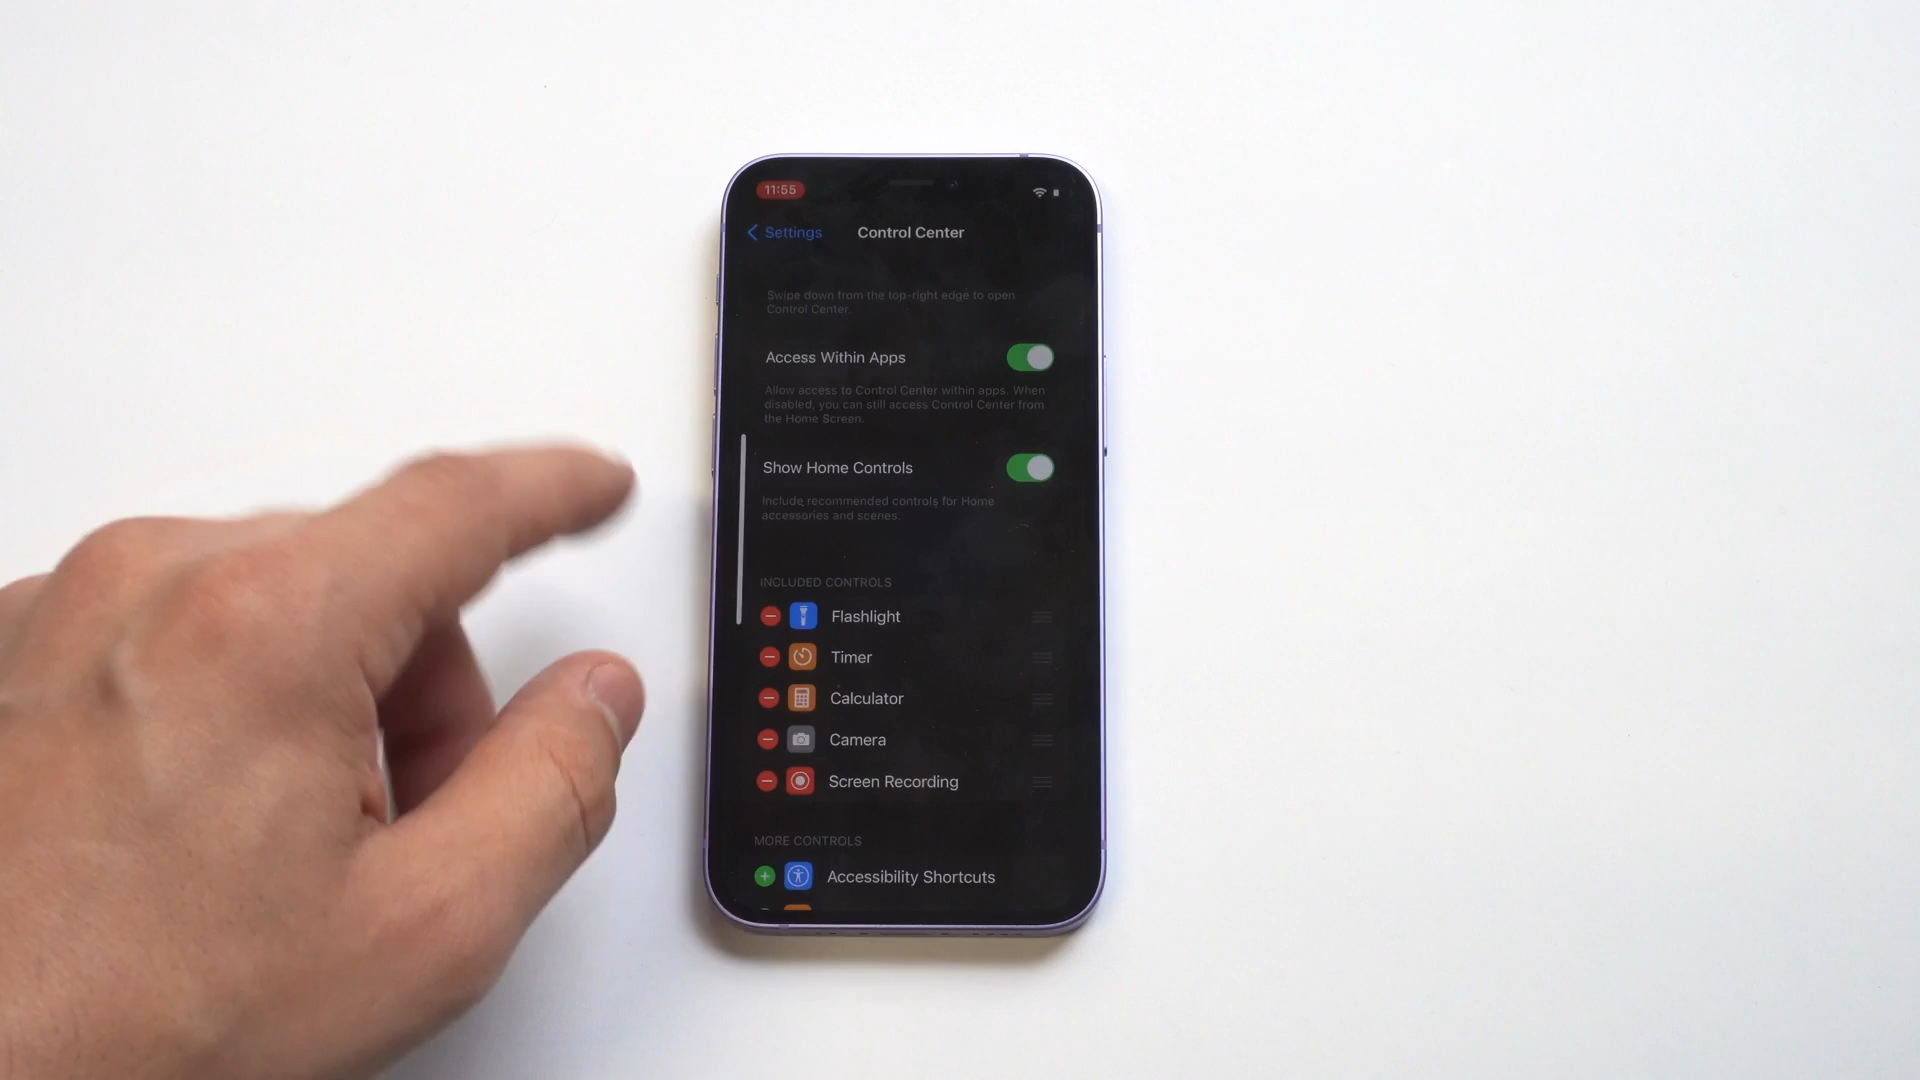 11:55
Settings
Control Center
Swipe down from the top-right edge to open
Control Center.
Access Within Apps
Allow access to Control Center within apps. When
disabled, you can still access Control Center from
the Home Screen.
Show Home Controls
Include recommended controls for Home
accessories and scenes.
INCLUDED CONTROLS
Flashlight
Timer
Calculator
Camera
Screen Recording
MORE CONTROLS
Accessibility Shortcuts